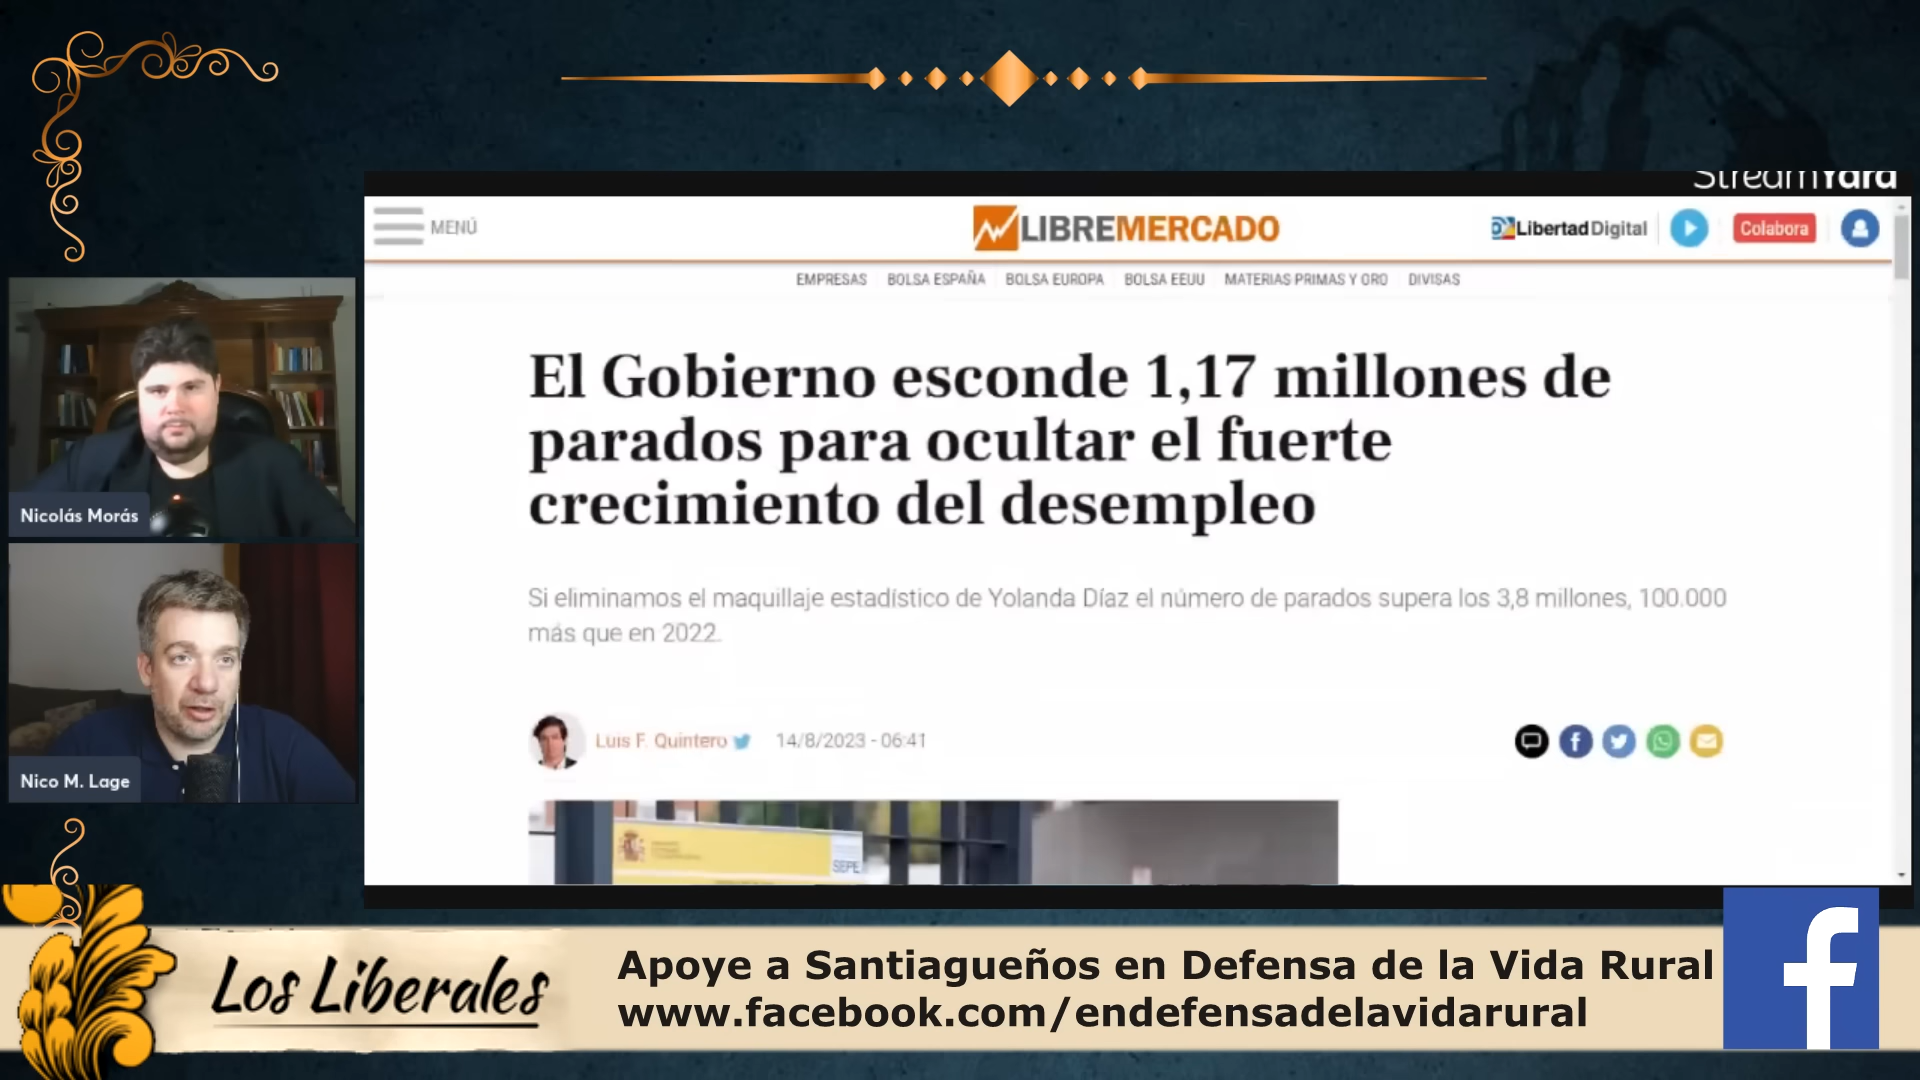 StreamYard
MENÚ
LIBREMERCADO
Libertad Digital
Colabora
EMPRESAS BOLSA ESPAÑA BOLSA EUROPA BOLSA EEUU MATERIAS PRIMAS Y ORO DIVISAS
El Gobierno esconde 1,17 millones de
parados para ocultar el fuerte
crecimiento del desempleo
Si eliminamos el maquillaje estadístico de Yolanda Díaz el número de parados supera los 3,8 millones, 100.000
más que en 2022.
Luis F. Quintero
14/8/2023 - 06:41
SEPE
Nicolás Morás
Nico M. Lage
Los Liberales
Apoye a Santiagueños en Defensa de la Vida Rural
www.facebook.com/endefensadelavidarural